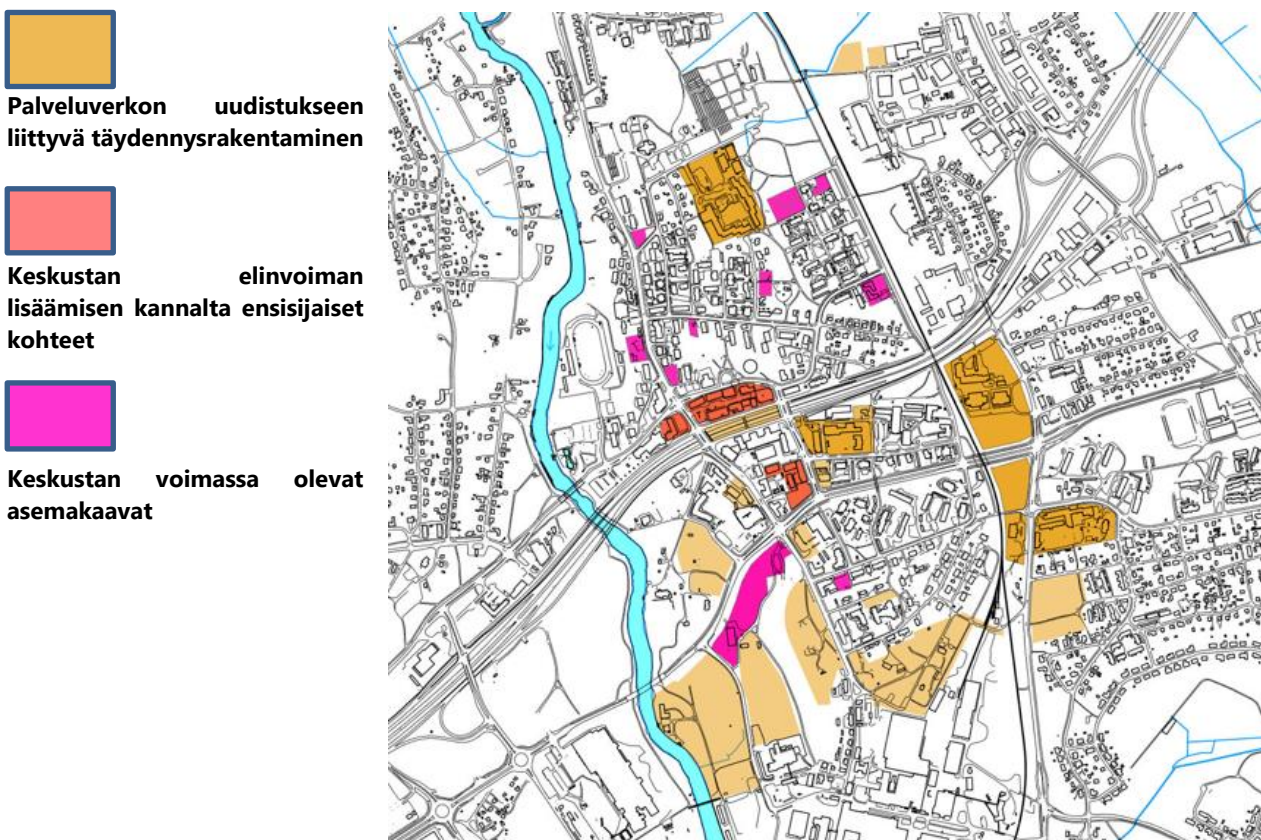 Palveluverkon uudistukseen
liittyvä täydennysrakentaminen
Keskustan elinvoiman
lisäämisen kannalta ensisijaiset
kohteet
Keskustan voimassa olevat
asemakaavat